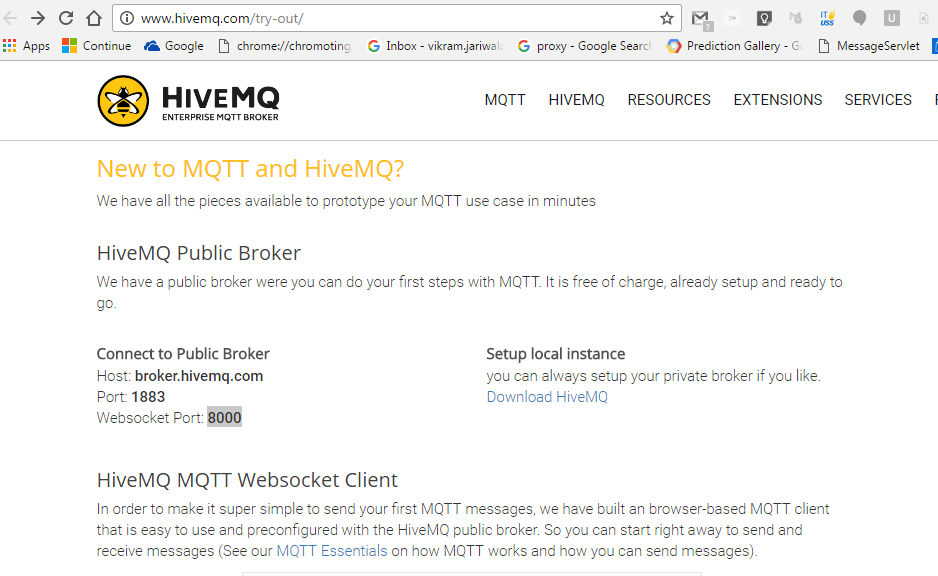 www.hivemq.com/try-out/
Apps Continue Google chrome://chromoting Inbox - vikram.jariwala G proxy - Google Search Prediction Gallery - Go MessageServlet
HIVEMQ
ENTERPRISE MQTT BROKER
MQTT HIVEMQ RESOURCES EXTENSIONS SERVICES
New to MQTT and HiveMQ?
We have all the pieces available to prototype your MQTT use case in minutes
HiveMQ Public Broker
We have a public broker were you can do your first steps with MQTT. It is free of charge, already setup and ready to
go.
Connect to Public Broker
Host: broker.hivemq.com
Port: 1883
Websocket Port: 8000
Setup local instance
you can always setup your private broker if you like.
Download HiveMQ
HiveMQ MQTT Websocket Client
In order to make it super simple to send your first MQTT messages, we have built an browser-based MQTT client
that is easy to use and preconfigured with the HiveMQ public broker. So you can start right away to send and
receive messages (See our MQTT Essentials on how MQTT works and how you can send messages).